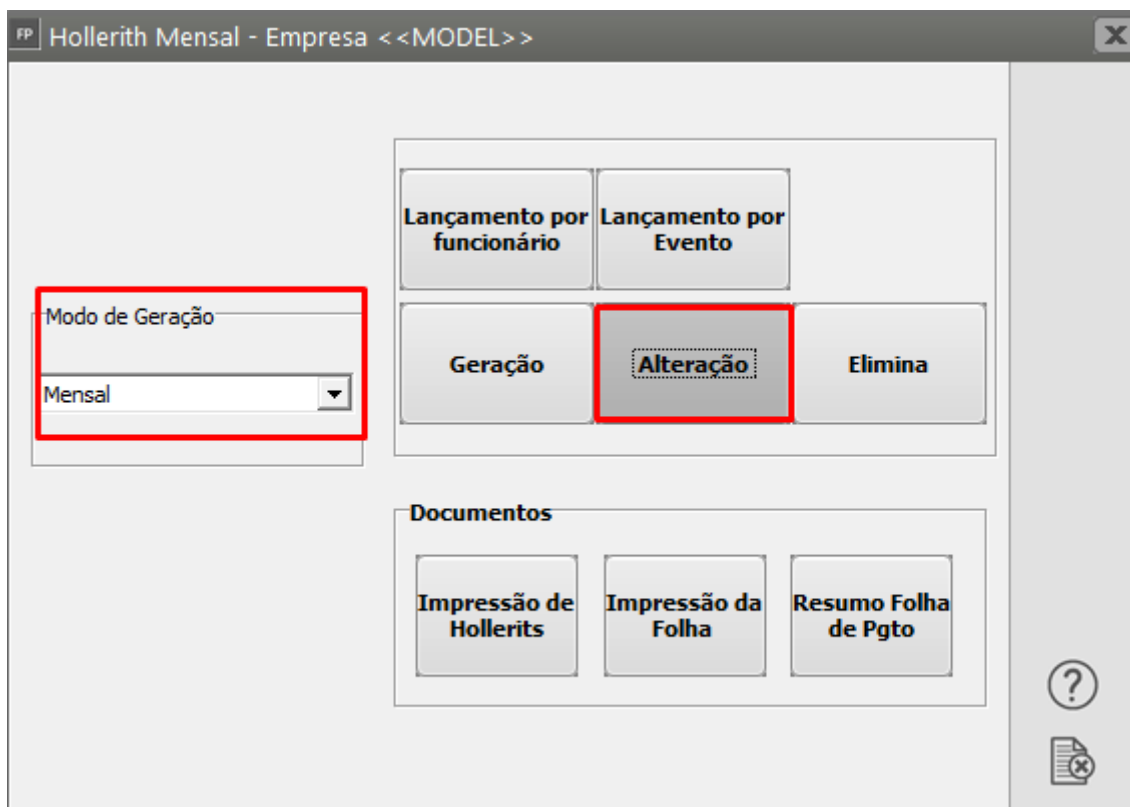 FP Hollerith Mensal - Empresa <<MODEL>>
Lançamento por
funcionário
Lançamento por
Evento
Modo de Geração
Mensal
Geração
Alteração
Elimina
Documentos
Impressão de
Hollerits
Impressão da
Folha
Resumo Folha
de Pgto
?